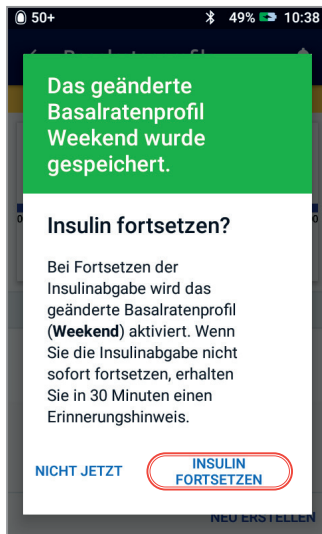 50+ 49% 10:38
Das geänderte
Basalratenprofil
Weekend wurde
gespeichert.
Insulin fortsetzen?
Bei Fortsetzen der
Insulinabgabe wird das
geänderte Basalratenprofil
(Weekend) aktiviert. Wenn
Sie die Insulinabgabe nicht
sofort fortsetzen, erhalten
Sie in 30 Minuten einen
Erinnerungshinweis.
NICHT JETZT
INSULIN
FORTSETZEN
NEU ERSTELLEN